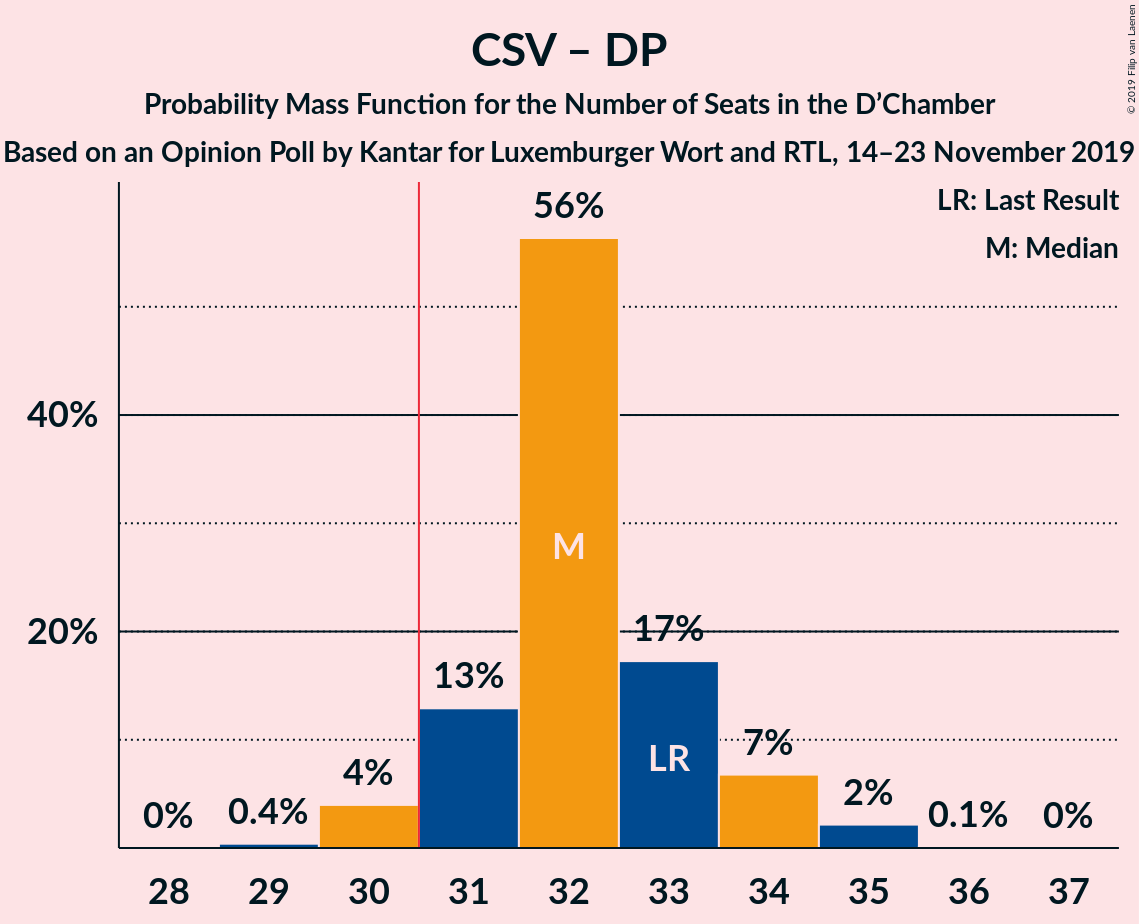 CSV – DP
Probability Mass Function for the Number of Seats in the D’Chamber
Based on an Opinion Poll by Kantar for Luxemburger Wort and RTL, 14–23 November 2019
© 2019 Filip van Laenen
LR: Last Result
M: Median
56%
40%
M
20%
17%
13%
LR
7%
4%
2%
0%
0.4%
0.1%
0%
28 29 30 31 32 33 34 35 36 37